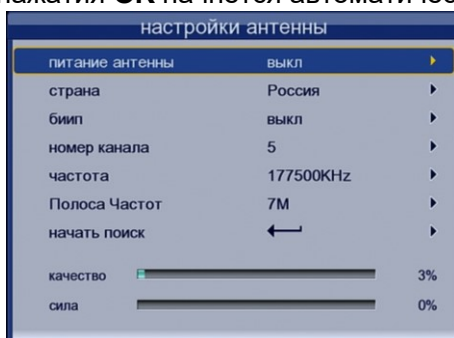 нажатия ОК начнется автоматичес
настройки антенны
питание антенны выкл
страна Россия
биип выкл
номер канала 5
частота 177500KHz
Полоса Частот 7M
начать поиск
качество 3%
сила 0%